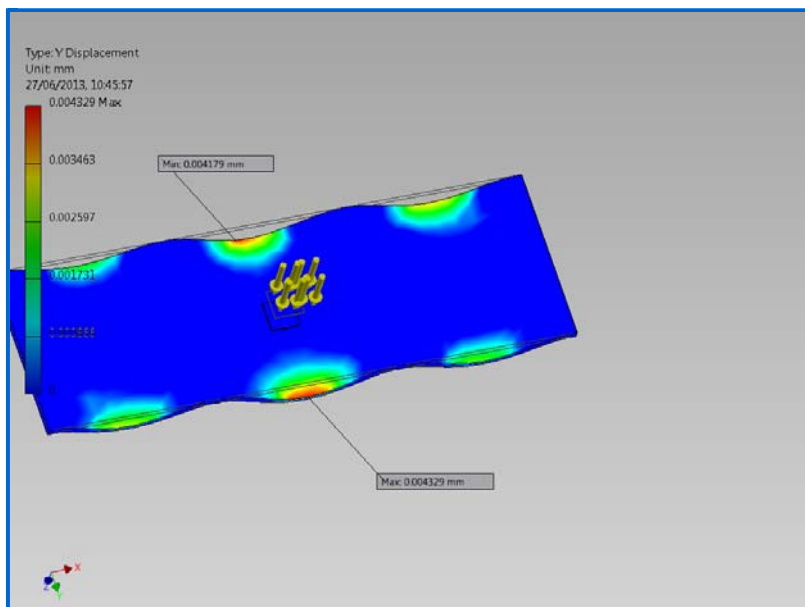 Type: Y Displacement
Unit: mm
27/06/2013, 10:45:57
0.004329 Max
0.003463
Max: 0.004179 mm
0.002597
0.001731
0
Max: 0.004329 mm
X
Z
Y